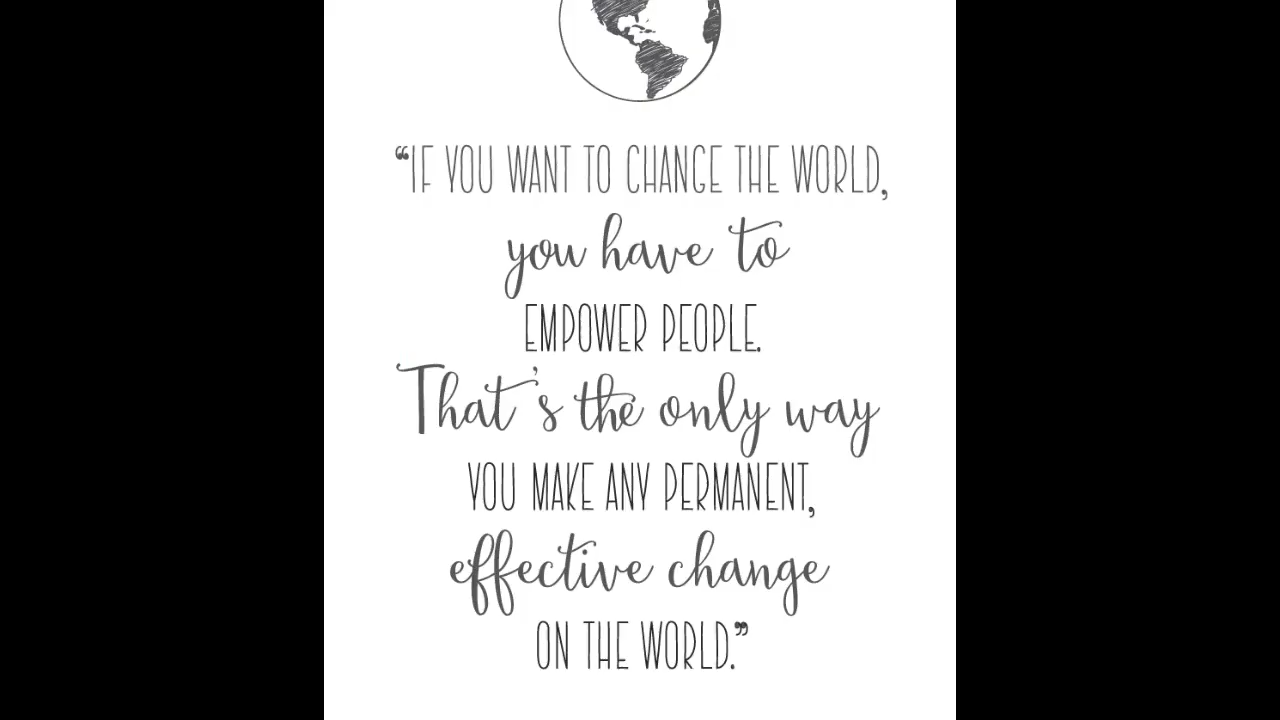 “IF YOU WANT TO CHANGE THE WORLD,
you have to
EMPOWER PEOPLE.
That's the only way
YOU MAKE ANY PERMANENT,
effective change
ON THE WORLD.”